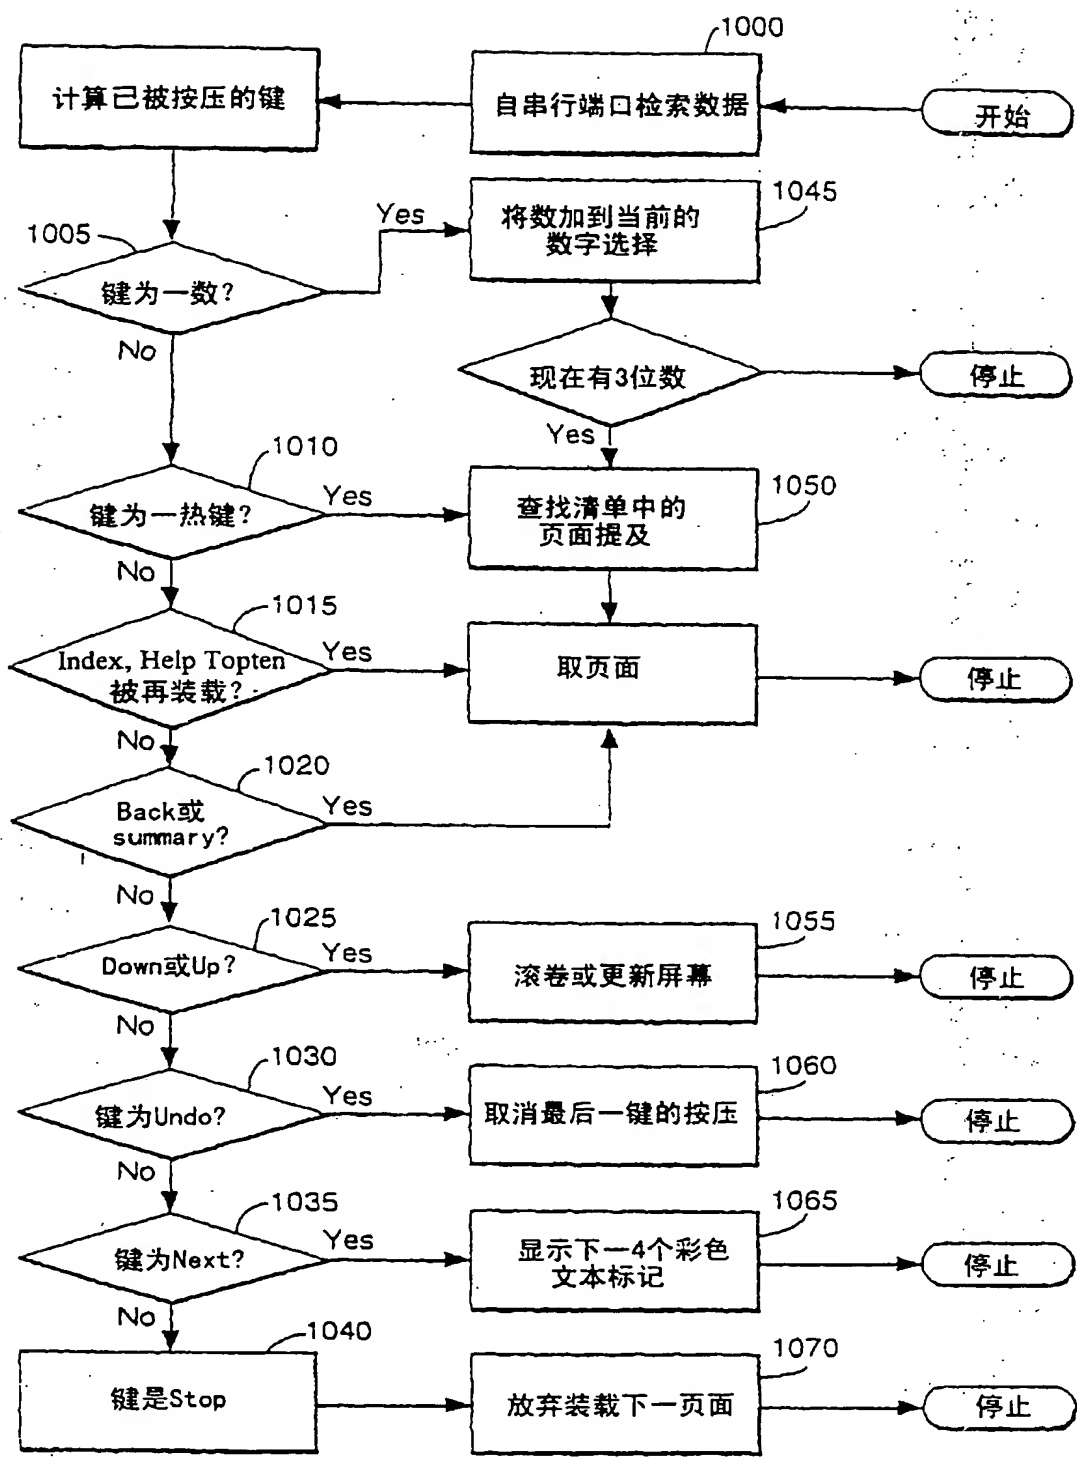 1000
计算已被按压的键
自串行端口检索数据
开始
1005
Yes
将数加到当前的
数字选择
1045
键为一数?
No
现在有3位数
停止
Yes
1010
键为一热键?
Yes
查找清单中的
页面提及
1050
No
1015
Index, Help Topten
被再装载?
Yes
取页面
停止
No
1020
Back或
summary?
Yes
No
1025
Down或Up?
Yes
滚卷或更新屏幕
1055
停止
No
1030
键为Undo?
Yes
取消最后一键的按压
1060
停止
No
1035
键为Next?
Yes
显示下一4个彩色
文本标记
1065
停止
No
1040
键是Stop
放弃装载下一页面
1070
停止